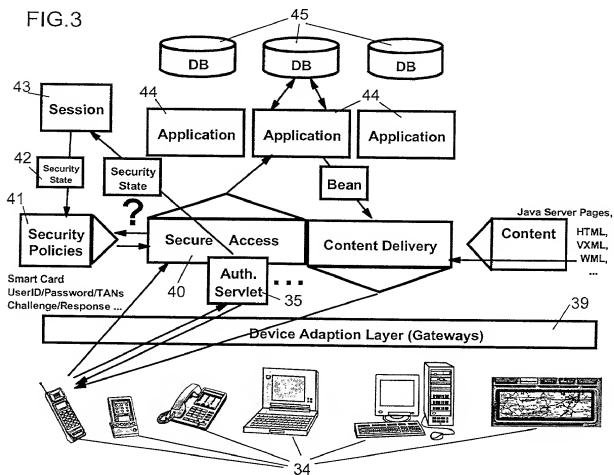 FIG.3
45
DB
DB
DB
43
Session
44
44
Application
Application
Application
42
Security
State
Security
State
Bean
41
?
Security
Policies
Secure Access
Content Delivery
Java Server Pages,
HTML,
VXML,
WML,
...
Content
Smart Card
UserID/Password/TANs
Challenge/Response ...
40
Auth.
Servlet
...
35
39
Device Adaption Layer (Gateways)
34